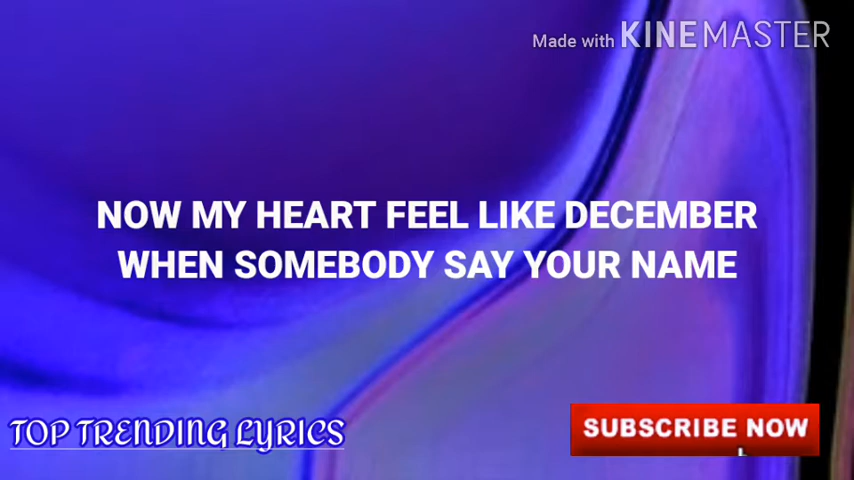 Made with KINEMASTER
NOW MY HEART FEEL LIKE DECEMBER
WHEN SOMEBODY SAY YOUR NAME
TOP TRENDING LYRICS
SUBSCRIBE NOW